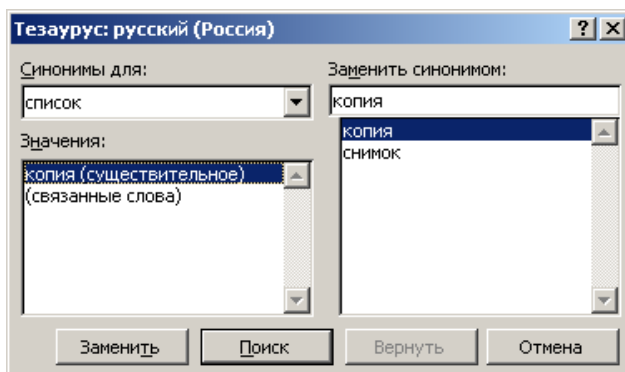 Тезаурус: русский (Россия)
Синонимы для:
список
Значения:
копия (существительное)
(связанные слова)
Заменить синонимом:
копия
копия
снимок
Заменить
Поиск
Вернуть
Отмена